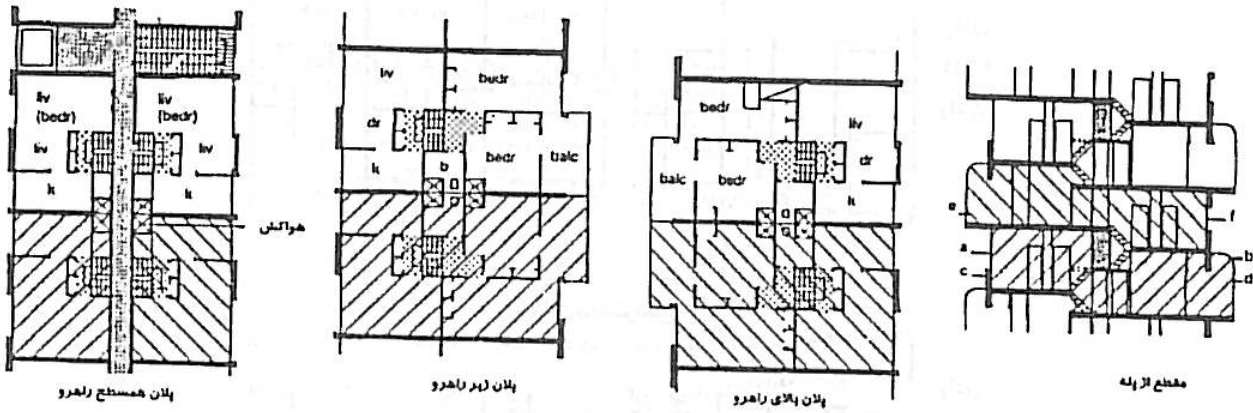 liv
(bedr)
liv
(bedr)
liv
liv
k
k
هواکش
پلان همسطح راهرو
liv
bedr
dr
k
b
bedr
balc
پلان زیر راهرو
bedr
liv
balc
bedr
dr
k
پلان بالای راهرو
e
f
a
b
c
d
مقطع از پله